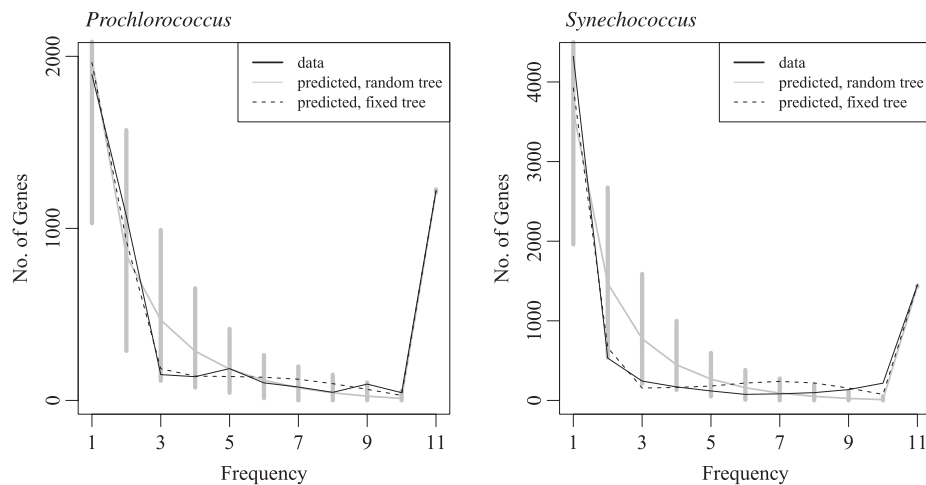 Prochlorococcus
data
predicted, random tree
predicted, fixed tree
No. of Genes
2000
1000
0
1 3 5 7 9 11
Frequency
Synechococcus
data
predicted, random tree
predicted, fixed tree
No. of Genes
4000
3000
2000
1000
0
1 3 5 7 9 11
Frequency